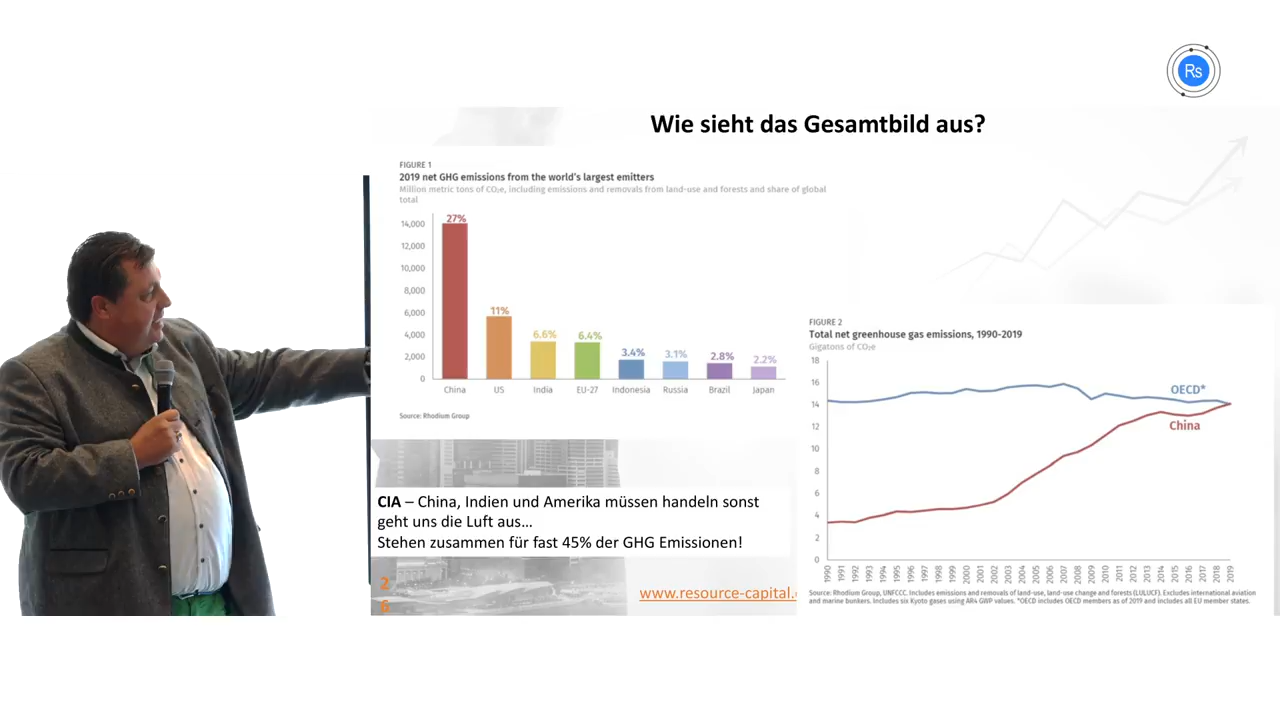 Rs
Wie sieht das Gesamtbild aus?
FIGURE 1
2019 net GHG emissions from the world's largest emitters
Million metric tons of CO₂e, including emissions and removals from land-use and forests and share of global
total
14,000
12,000
10,000
8,000
6,000
4,000
2,000
0
27%
11%
6.6%
6.4%
3.4%
3.1%
2.8%
2.2%
China
US
India
EU-27
Indonesia
Russia
Brazil
Japan
Source: Rhodium Group
CIA – China, Indien und Amerika müssen handeln sonst
geht uns die Luft aus…
Stehen zusammen für fast 45% der GHG Emissionen!
2
6
www.resource-capital.
FIGURE 2
Total net greenhouse gas emissions, 1990-2019
Gigatons of CO₂e
18
16
14
12
10
8
6
4
2
0
OECD*
China
1990
1991
1992
1993
1994
1995
1996
1997
1998
1999
2000
2001
2002
2003
2004
2005
2006
2007
2008
2009
2010
2011
2012
2013
2014
2015
2016
2017
2018
2019
Source: Rhodium Group, UNFCCC. Includes emissions and removals of land-use, land-use change and forests (LULUCF). Excludes international aviation
and marine bunkers. Includes six Kyoto gases using AR4 GWP values. *OECD includes OECD members as of 2019 and includes all EU member states.